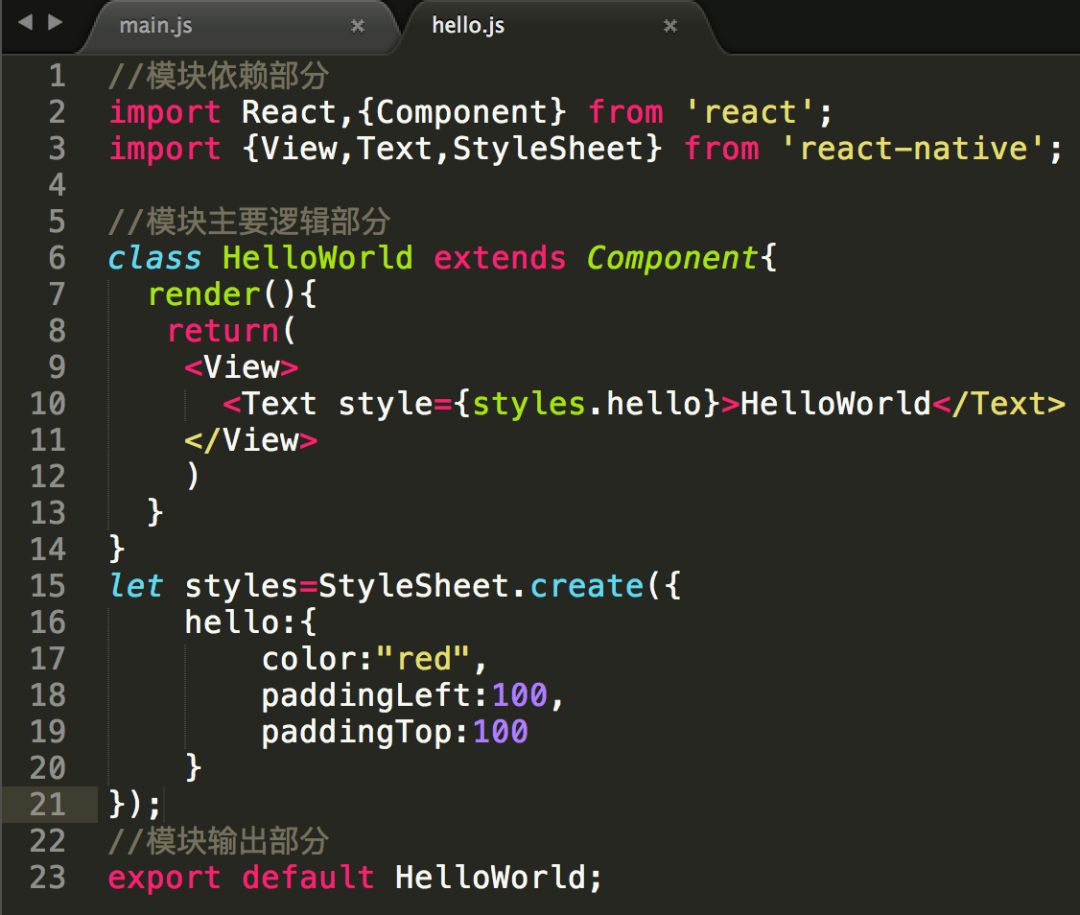 main.js × hello.js ×
1 //模块依赖部分
2 import React,{Component} from 'react';
3 import {View,Text,StyleSheet} from 'react-native';
4
5 //模块主要逻辑部分
6 class HelloWorld extends Component{
7   render(){
8    return(
9     <View>
10       <Text style={styles.hello}>HelloWorld</Text>
11     </View>
12     )
13   }
14 }
15 let styles=StyleSheet.create({
16     hello:{
17         color:"red",
18         paddingLeft:100,
19         paddingTop:100
20     }
21 });
22 //模块输出部分
23 export default HelloWorld;